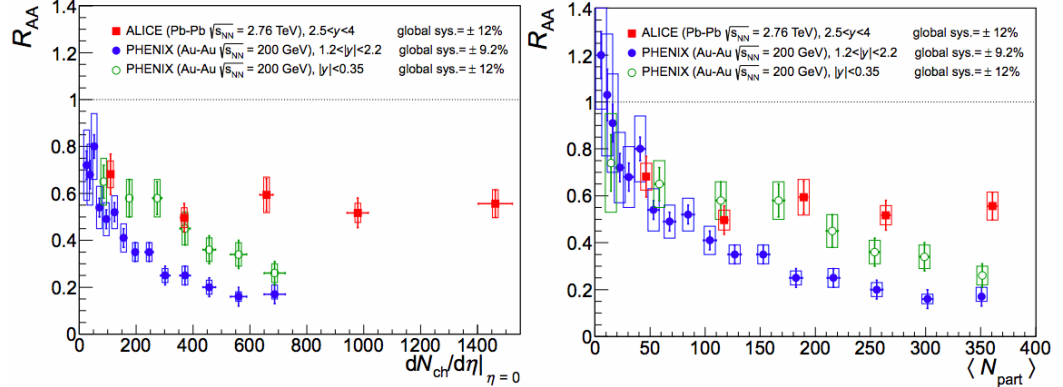 R_AA
ALICE (Pb-Pb √s_NN = 2.76 TeV), 2.5<y<4 global sys.= ± 12%
PHENIX (Au-Au √s_NN = 200 GeV), 1.2<|y|<2.2 global sys.= ± 9.2%
PHENIX (Au-Au √s_NN = 200 GeV), |y|<0.35 global sys.= ± 12%
1.4
1.2
1
0.8
0.6
0.4
0.2
0
0 200 400 600 800 1000 1200 1400
dN_ch/dη|_η = 0
R_AA
ALICE (Pb-Pb √s_NN = 2.76 TeV), 2.5<y<4 global sys.= ± 12%
PHENIX (Au-Au √s_NN = 200 GeV), 1.2<|y|<2.2 global sys.= ± 9.2%
PHENIX (Au-Au √s_NN = 200 GeV), |y|<0.35 global sys.= ± 12%
1.4
1.2
1
0.8
0.6
0.4
0.2
0
0 50 100 150 200 250 300 350 400
⟨ N_part ⟩